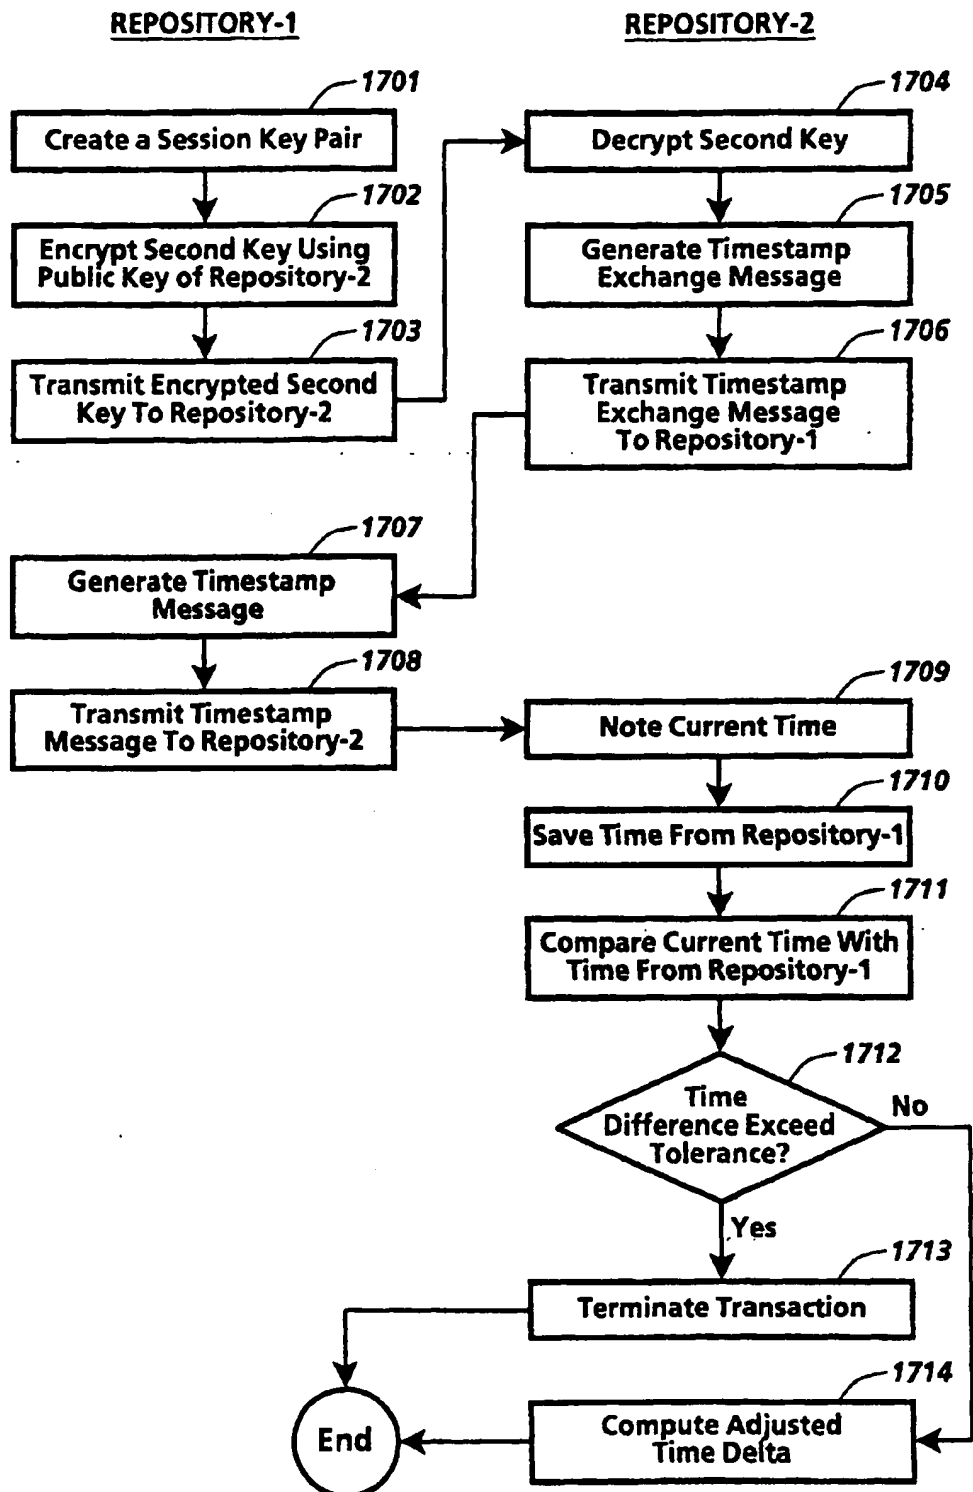 REPOSITORY-1
REPOSITORY-2
1701
Create a Session Key Pair
1702
Encrypt Second Key Using
Public Key of Repository-2
1703
Transmit Encrypted Second
Key To Repository-2
1704
Decrypt Second Key
1705
Generate Timestamp
Exchange Message
1706
Transmit Timestamp
Exchange Message
To Repository-1
1707
Generate Timestamp
Message
1708
Transmit Timestamp
Message To Repository-2
1709
Note Current Time
1710
Save Time From Repository-1
1711
Compare Current Time With
Time From Repository-1
1712
Time
Difference Exceed
Tolerance?
No
Yes
1713
Terminate Transaction
1714
Compute Adjusted
Time Delta
End